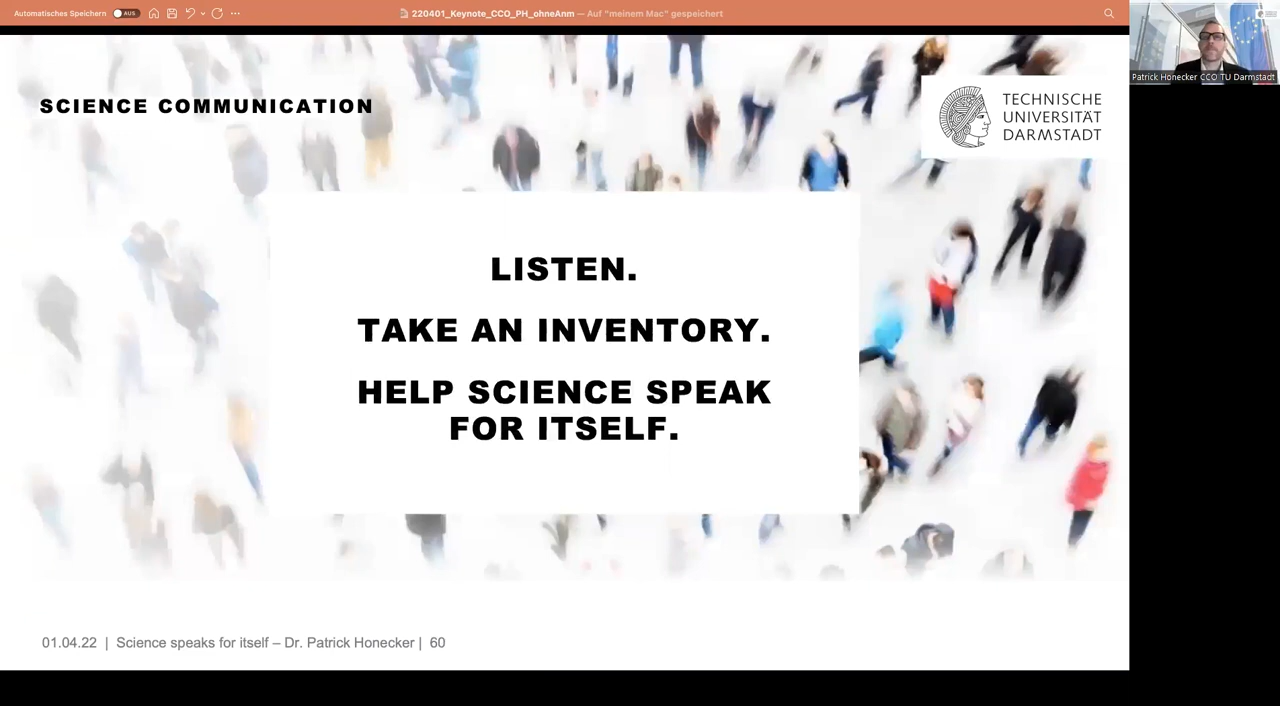 Automatisches Speichern AUS
220401_Keynote_CCO_PH_ohneAnm — Auf "meinem Mac" gespeichert
Patrick Honecker CCO TU Darmstadt
SCIENCE COMMUNICATION
TECHNISCHE
UNIVERSITÄT
DARMSTADT
LISTEN.
TAKE AN INVENTORY.
HELP SCIENCE SPEAK
FOR ITSELF.
01.04.22 | Science speaks for itself – Dr. Patrick Honecker | 60